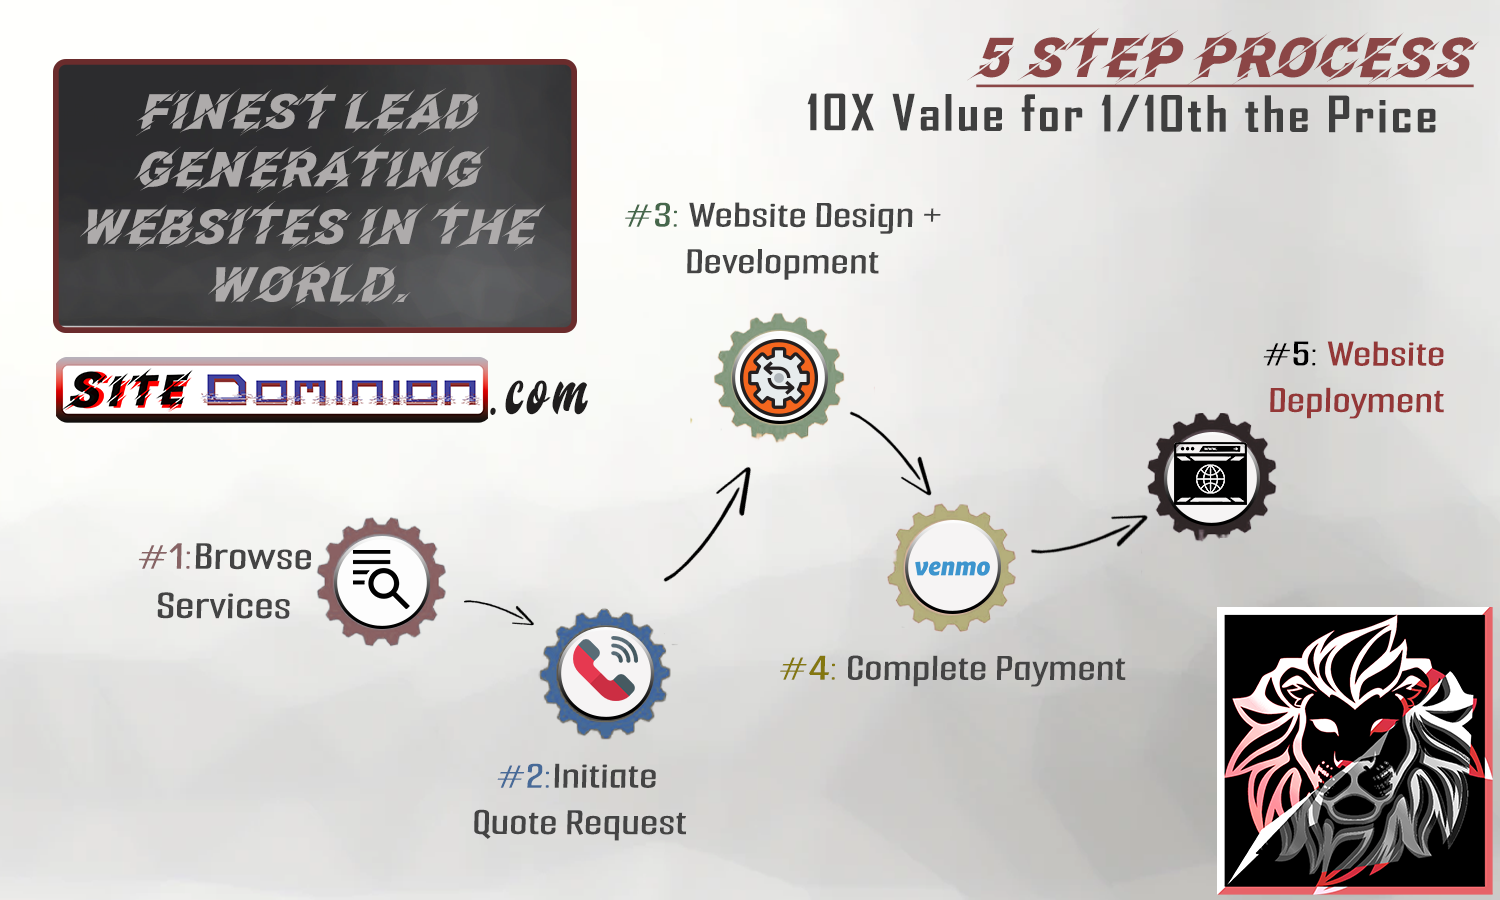 5 STEP PROCESS
10X Value for 1/10th the Price
FINEST LEAD
GENERATING
WEBSITES IN THE
WORLD.
SITE DOMINION.com
#3: Website Design +
Development
#5: Website
Deployment
www.
#1:Browse
Services
venmo
#4: Complete Payment
#2:Initiate
Quote Request